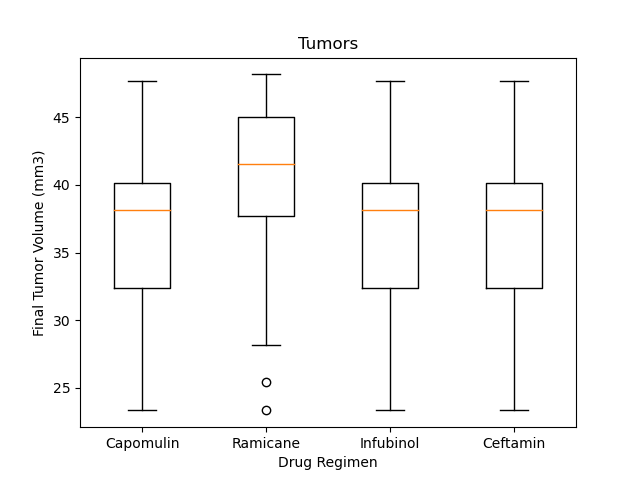 Tumors
Final Tumor Volume (mm3)
45
40
35
30
25
Capomulin Ramicane Infubinol Ceftamin
Drug Regimen